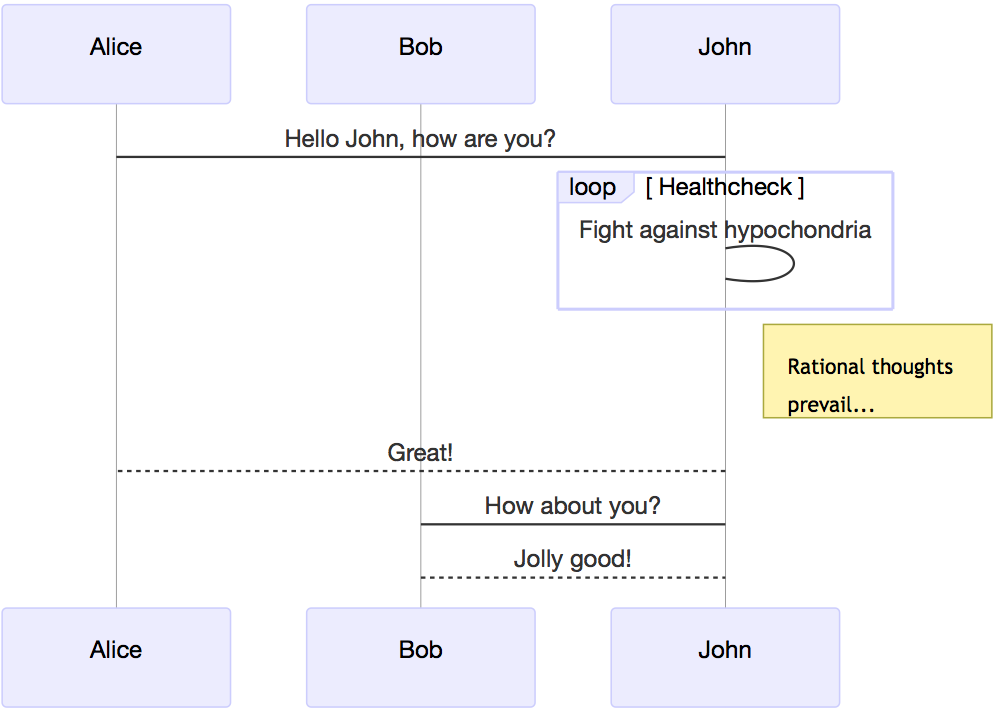 Alice
Bob
John
Hello John, how are you?
loop
[ Healthcheck ]
Fight against hypochondria
Rational thoughts
prevail...
Great!
How about you?
Jolly good!
Alice
Bob
John